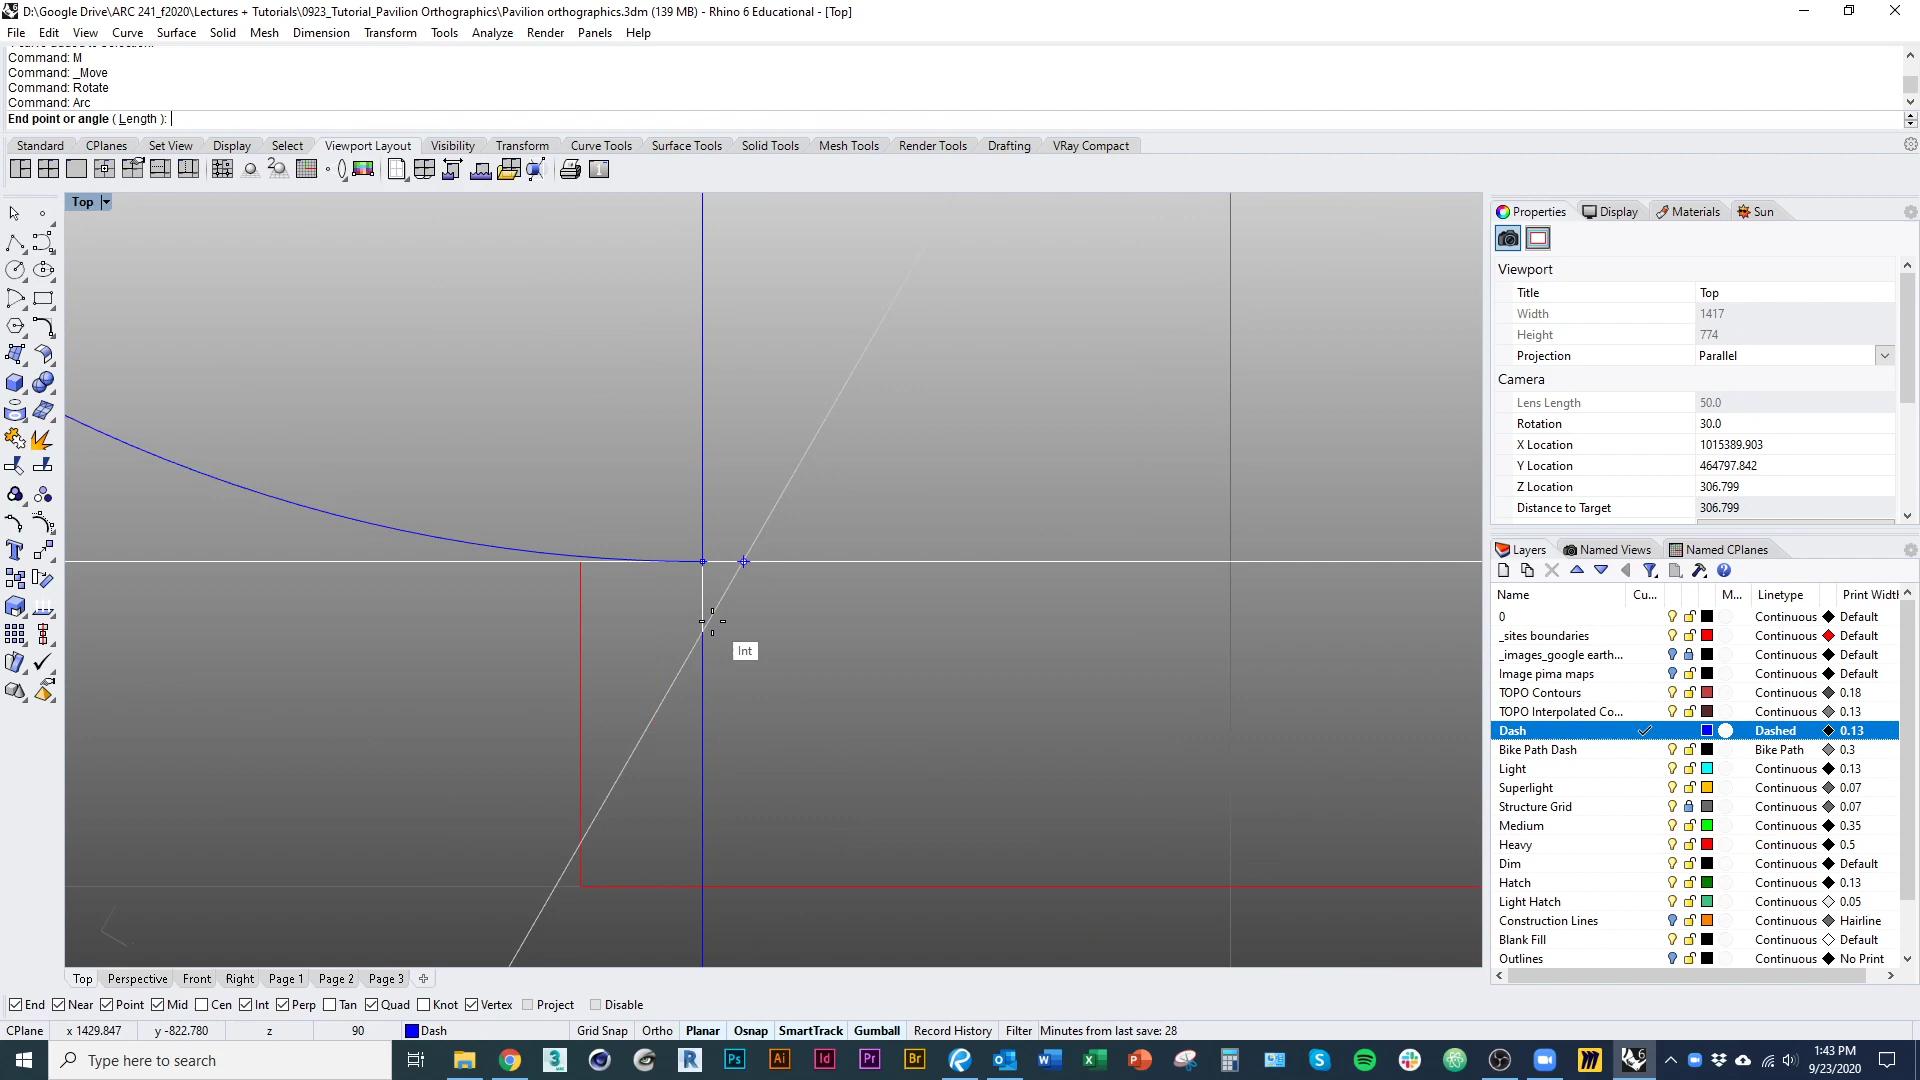 D:\Google Drive\ARC 241_f2020\Lectures + Tutorials\0923_Tutorial_Pavilion Orthographics\Pavilion orthographics.3dm (139 MB) - Rhino 6 Educational - [Top]
File Edit View Curve Surface Solid Mesh Dimension Transform Tools Analyze Render Panels Help
Command: M
Command: _Move
Command: Rotate
Command: Arc
End point or angle ( Length ):
Standard CPlanes Set View Display Select Viewport Layout Visibility Transform Curve Tools Surface Tools Solid Tools Mesh Tools Render Tools Drafting VRay Compact
Top
Int
Properties Display Materials Sun
Viewport
Title Top
Width 1417
Height 774
Projection Parallel
Camera
Lens Length 50.0
Rotation 30.0
X Location 1015389.903
Y Location 464797.842
Z Location 306.799
Distance to Target 306.799
Layers Named Views Named CPlanes
Name Cu... M... Linetype Print Width
0 Continuous Default
_sites boundaries Continuous Default
_images_google earth... Continuous Default
Image pima maps Continuous Default
TOPO Contours Continuous 0.18
TOPO Interpolated Co... Continuous 0.13
Dash Dashed 0.13
Bike Path Dash Bike Path 0.3
Light Continuous 0.13
Superlight Continuous 0.07
Structure Grid Continuous 0.07
Medium Continuous 0.35
Heavy Continuous 0.5
Dim Continuous Default
Hatch Continuous 0.13
Light Hatch Continuous 0.05
Construction Lines Continuous Hairline
Blank Fill Continuous Default
Outlines Continuous No Print
Top Perspective Front Right Page 1 Page 2 Page 3
End Near Point Mid Cen Int Perp Tan Quad Knot Vertex Project Disable
CPlane x 1429.847 y -822.780 z 90 Dash Grid Snap Ortho Planar Osnap SmartTrack Gumball Record History Filter Minutes from last save: 28
Type here to search
1:43 PM
9/23/2020